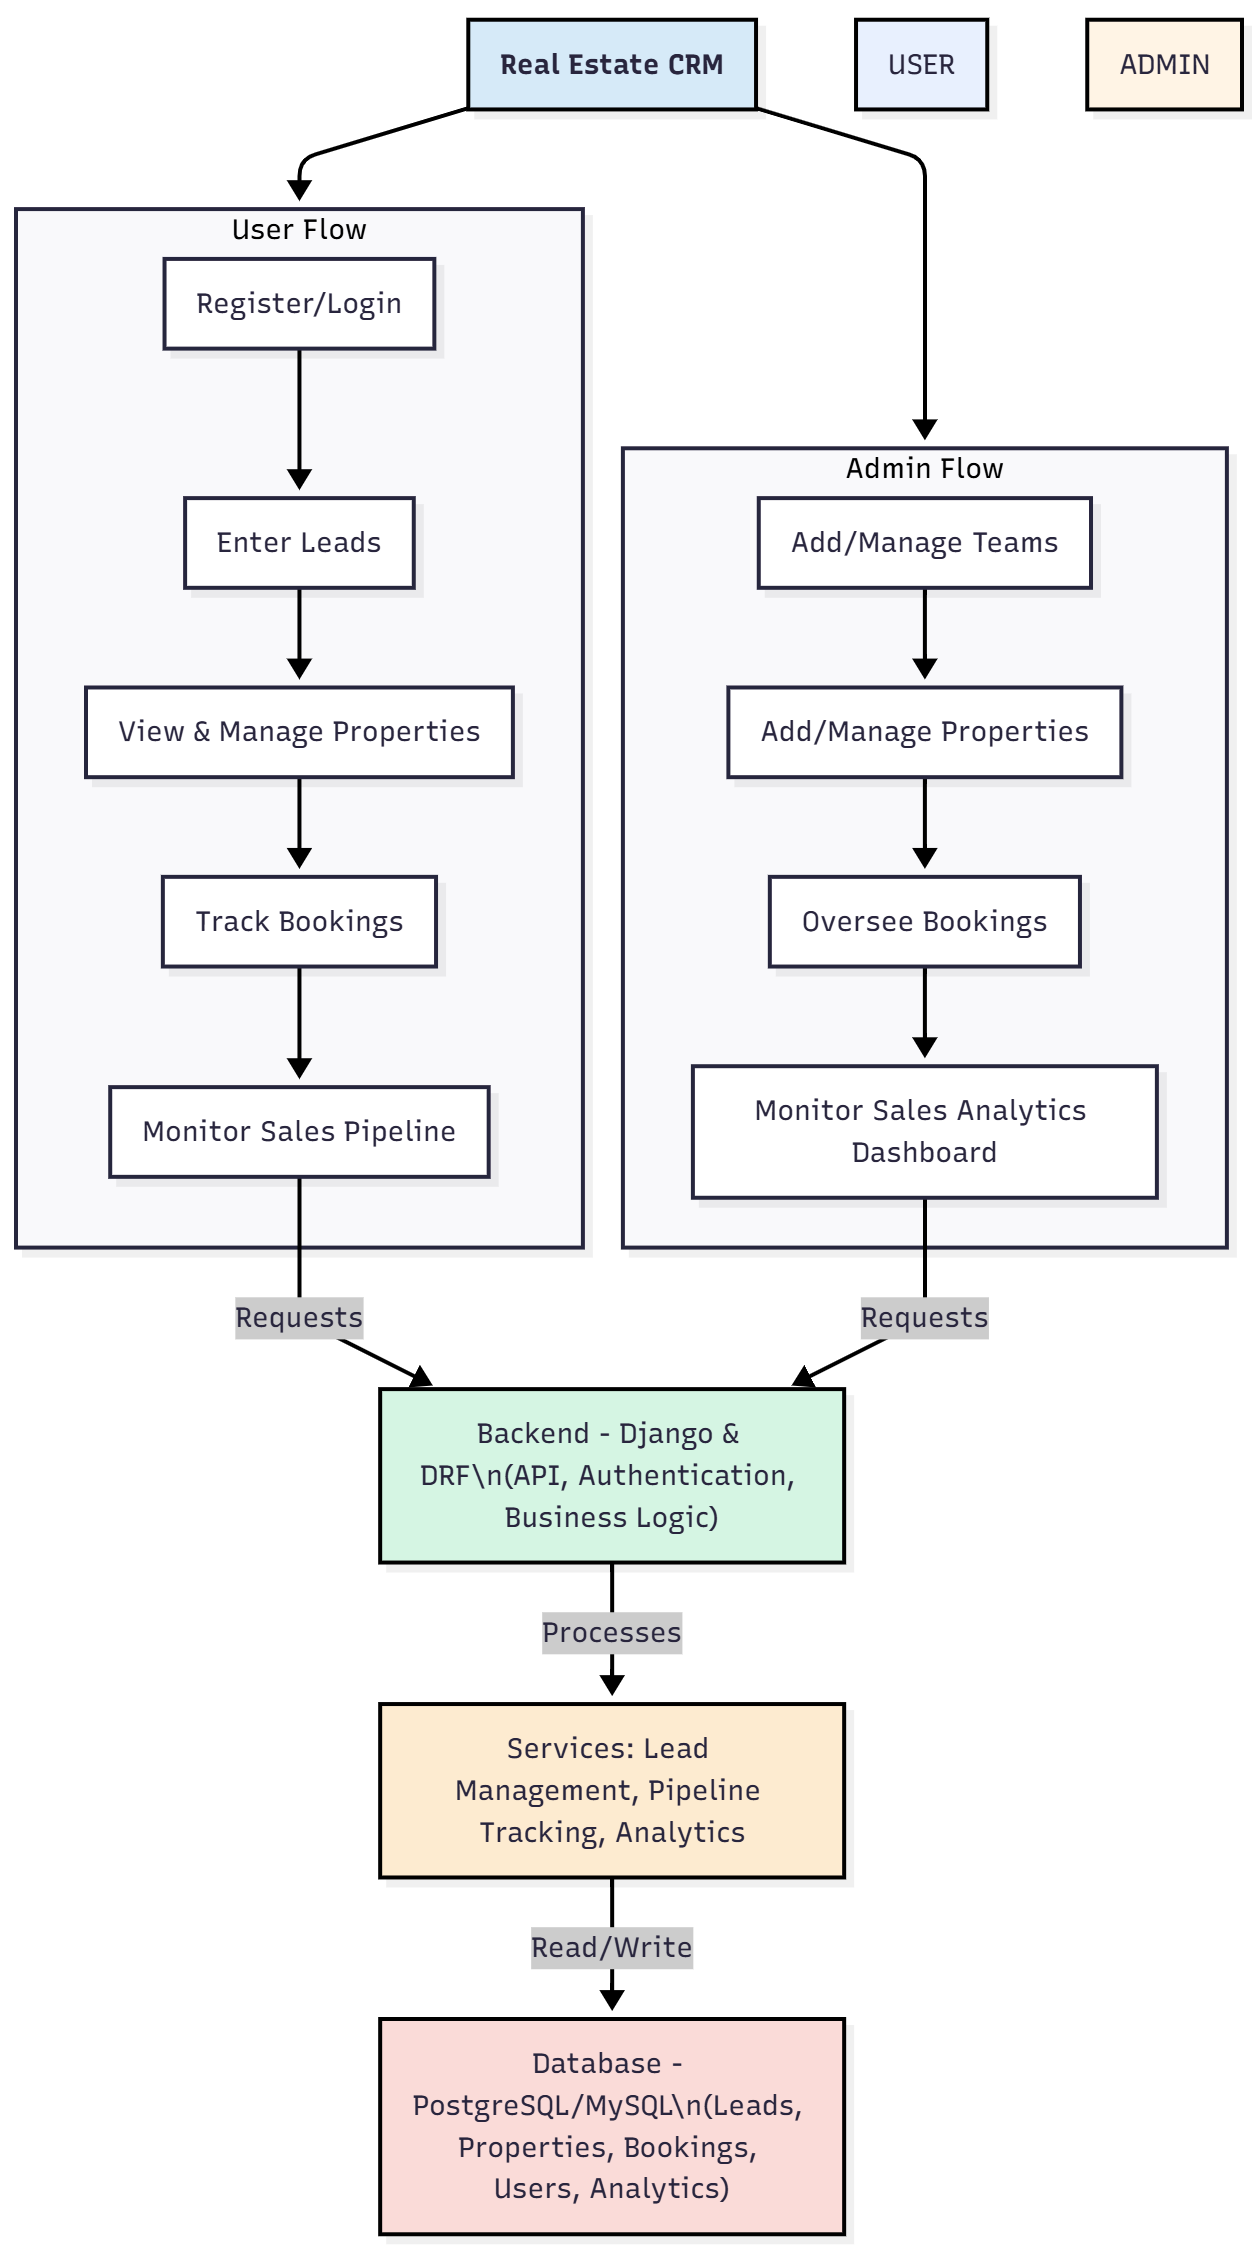 Real Estate CRM
USER
ADMIN
User Flow
Register/Login
Enter Leads
View & Manage Properties
Track Bookings
Monitor Sales Pipeline
Admin Flow
Add/Manage Teams
Add/Manage Properties
Oversee Bookings
Monitor Sales Analytics
Dashboard
Requests
Requests
Backend - Django &
DRF\n(API, Authentication,
Business Logic)
Processes
Services: Lead
Management, Pipeline
Tracking, Analytics
Read/Write
Database -
PostgreSQL/MySQL\n(Leads,
Properties, Bookings,
Users, Analytics)